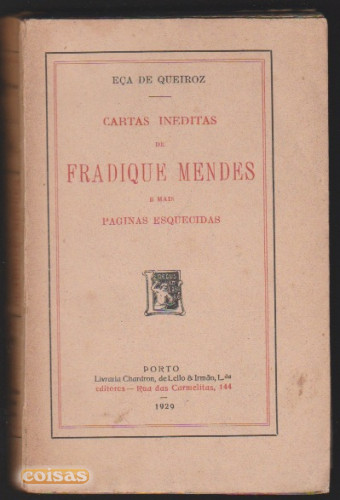 EÇA DE QUEIROZ
CARTAS INEDITAS
DE
FRADIQUE MENDES
E MAIS
PAGINAS ESQUECIDAS
PORTO
Livraria Chardron, de Lello & Irmão, L.da
editores — Rua das Carmelitas, 144
1929
coisas